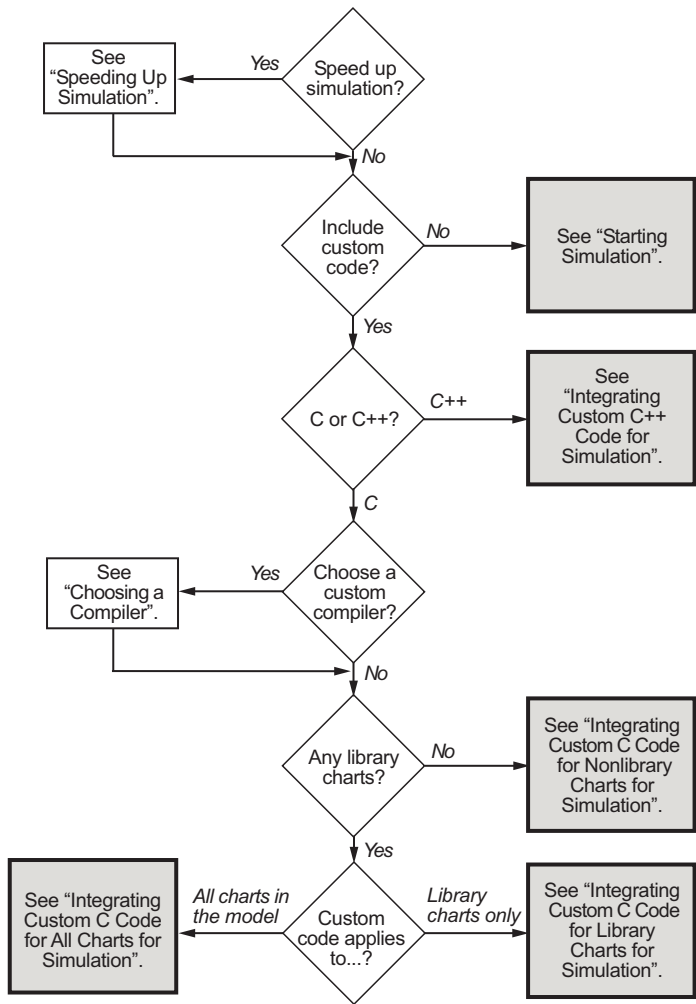 See
“Speeding Up
Simulation”.
Yes
Speed up
simulation?
No
Include
custom
code?
No
See “Starting
Simulation”.
Yes
C or C++?
C++
See
“Integrating
Custom C++
Code for
Simulation”.
C
See
“Choosing a
Compiler”.
Yes
Choose a
custom
compiler?
No
Any library
charts?
No
See “Integrating
Custom C Code
for Nonlibrary
Charts for
Simulation”.
Yes
See “Integrating
Custom C Code
for All Charts for
Simulation”.
All charts in
the model
Custom
code applies
to...?
Library
charts only
See “Integrating
Custom C Code
for Library
Charts for
Simulation”.